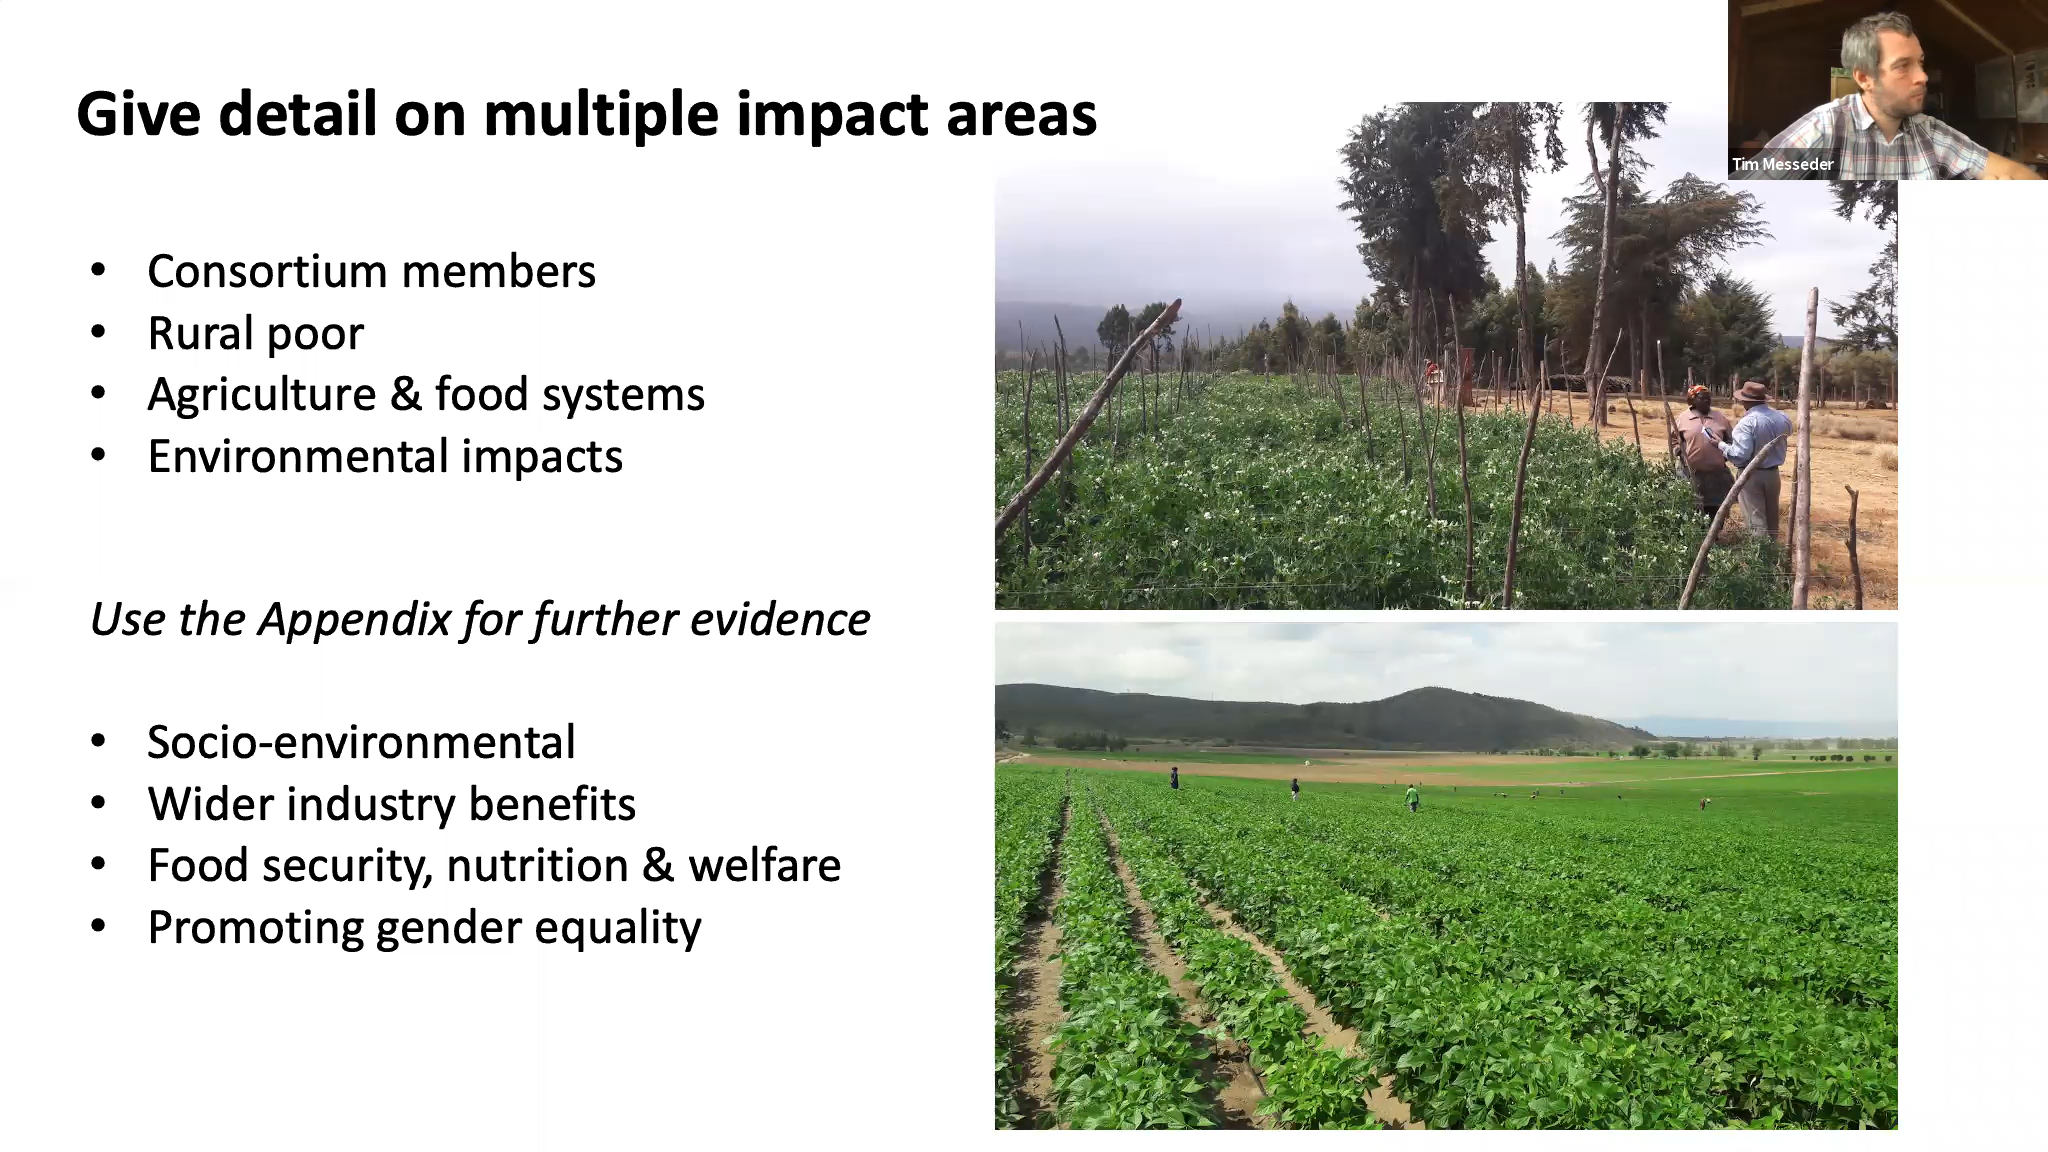 Give detail on multiple impact areas
Tim Messeder
• Consortium members
• Rural poor
• Agriculture & food systems
• Environmental impacts
Use the Appendix for further evidence
• Socio-environmental
• Wider industry benefits
• Food security, nutrition & welfare
• Promoting gender equality